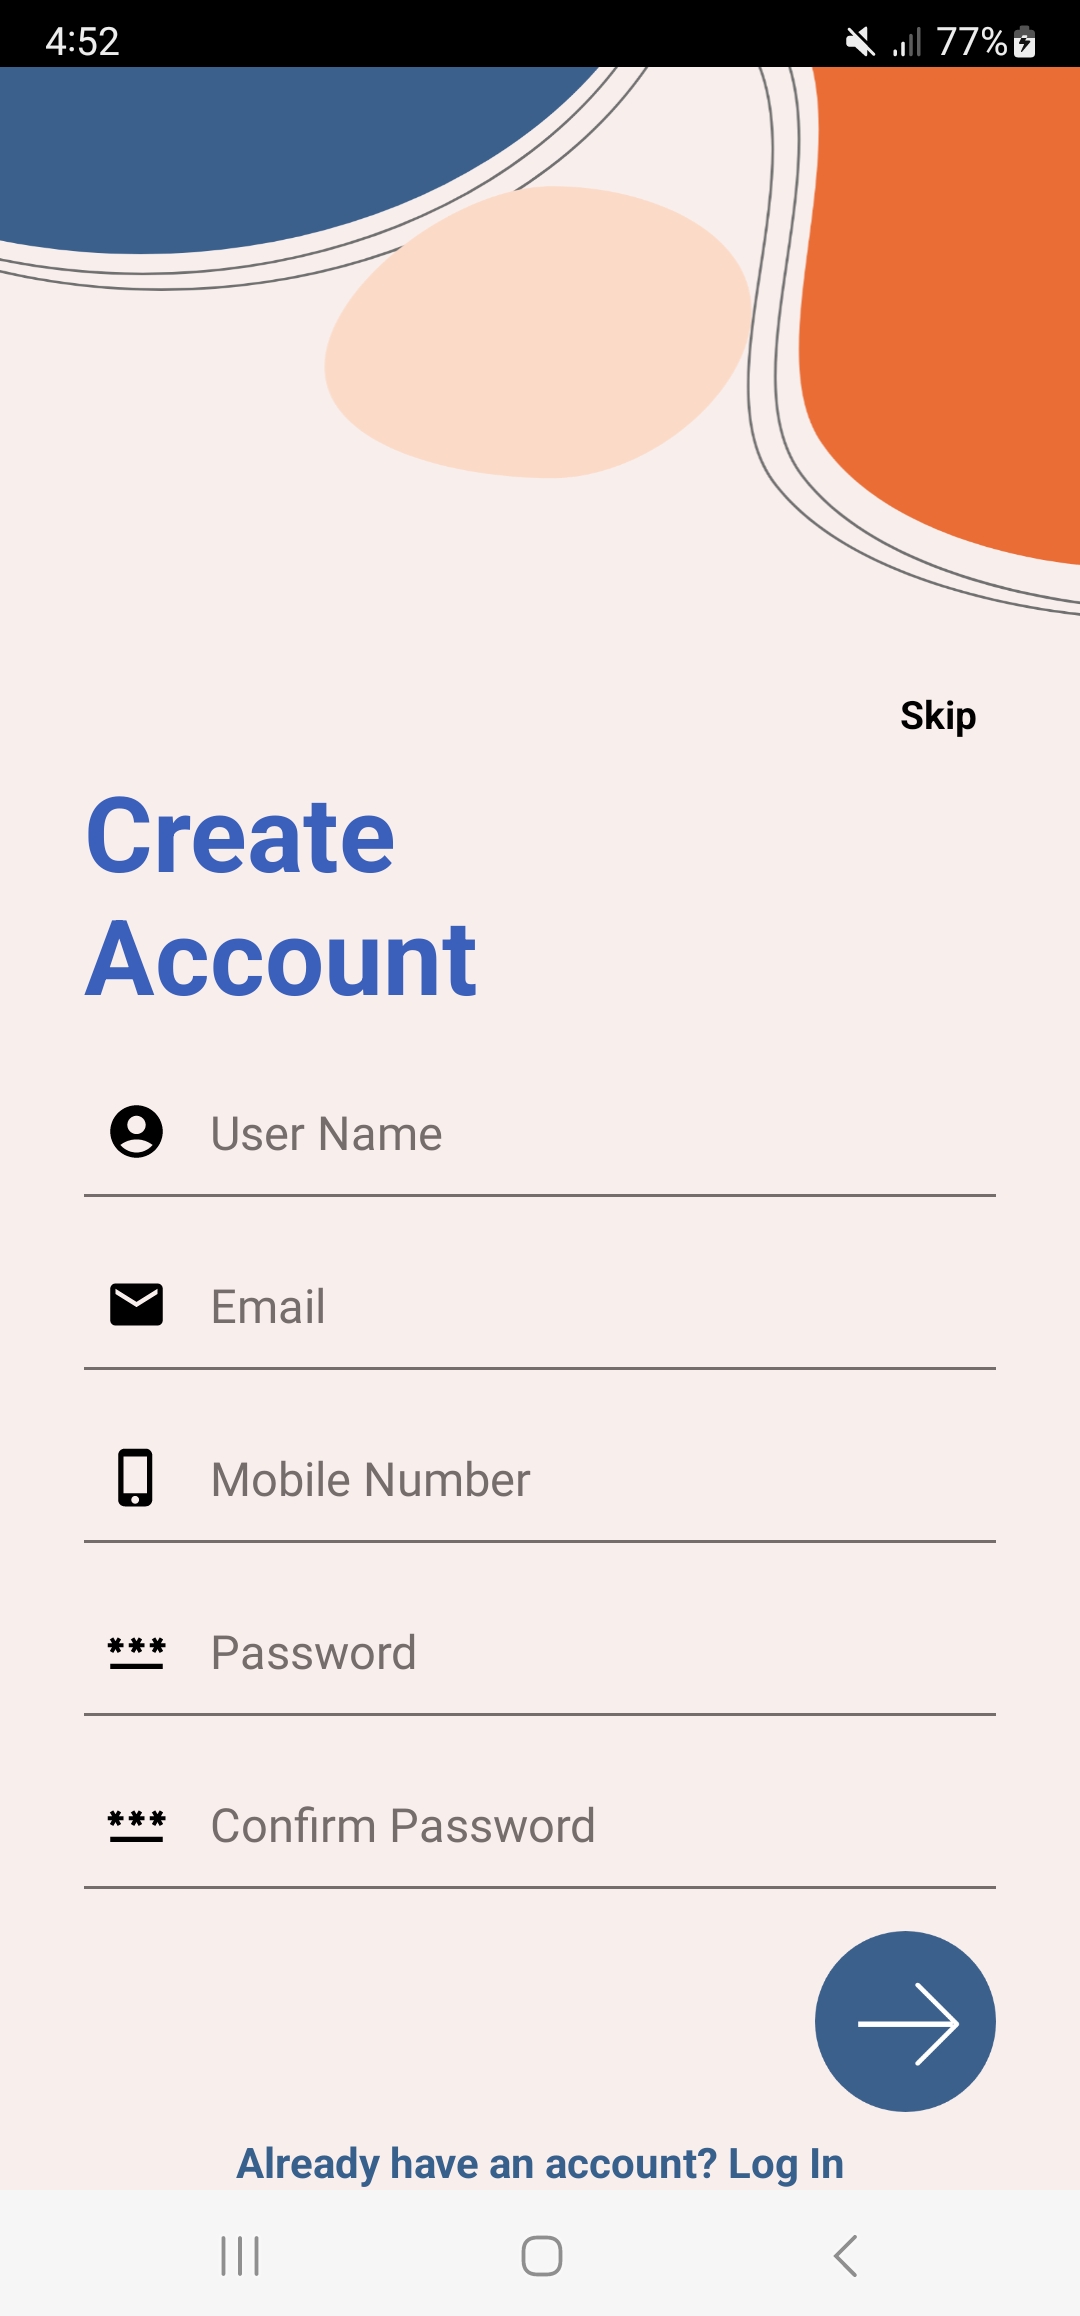 4:52
77%
Skip
Create
Account
User Name
Email
Mobile Number
Password
Confirm Password
Already have an account? Log In